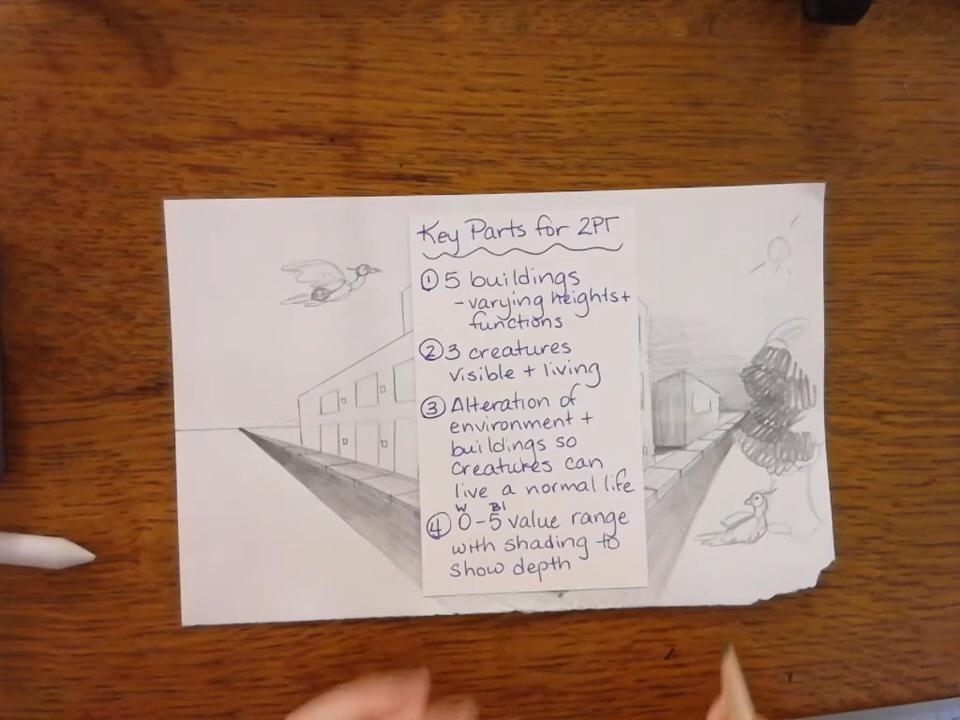 Key Parts for 2PT
① 5 buildings
- varying heights +
functions
② 3 creatures
visible + living
③ Alteration of
environment +
buildings so
creatures can
live a normal life
W Bl
④ 0-5 value range
with shading to
show depth